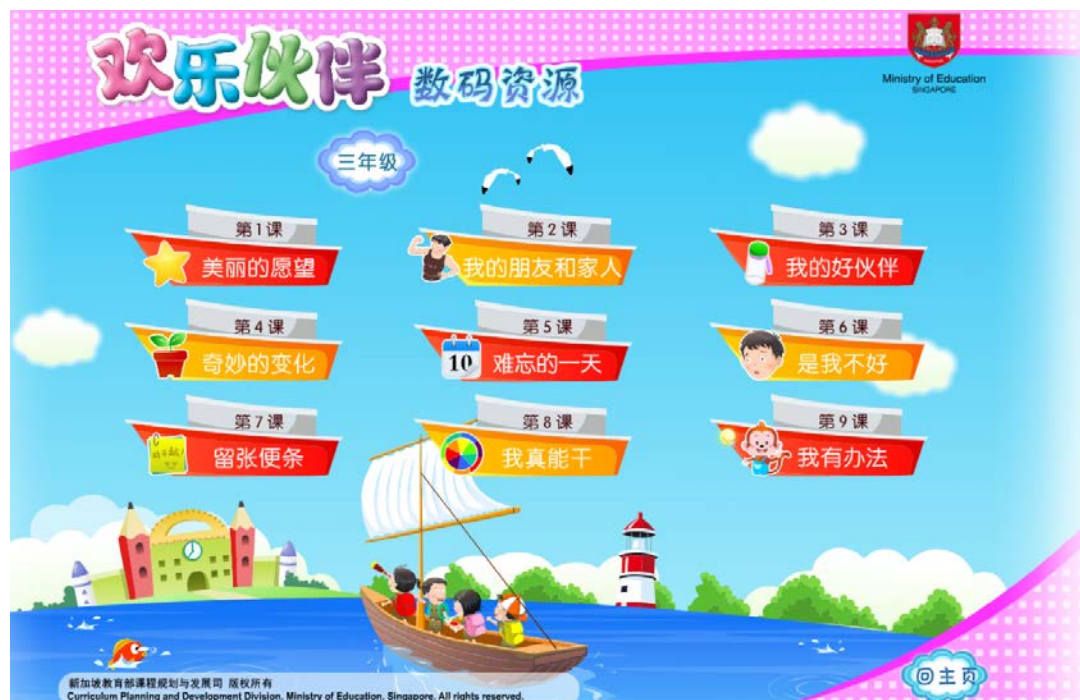 欢乐伙伴 数码资源
Ministry of Education
SINGAPORE
三年级
第1课
美丽的愿望
第2课
我的朋友和家人
第3课
我的好伙伴
第4课
奇妙的变化
第5课
10
难忘的一天
第6课
是我不好
第7课
留张便条
第8课
我真能干
第9课
我有办法
回主页
新加坡教育部课程规划与发展司 版权所有
Curriculum Planning and Development Division, Ministry of Education, Singapore. All rights reserved.